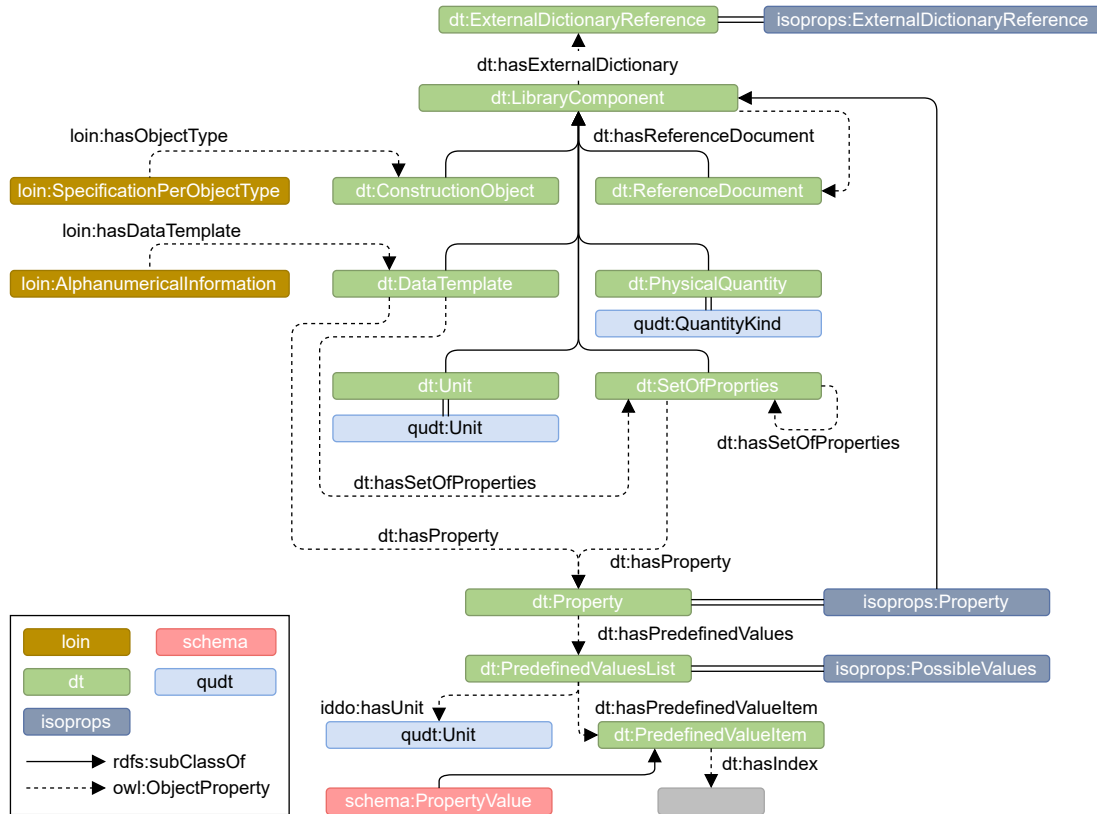 dt:ExternalDictionaryReference
isoprops:ExternalDictionaryReference
dt:hasExternalDictionary
dt:LibraryComponent
loin:hasObjectType
dt:hasReferenceDocument
loin:SpecificationPerObjectType
dt:ConstructionObject
dt:ReferenceDocument
loin:hasDataTemplate
loin:AlphanumericalInformation
dt:DataTemplate
dt:PhysicalQuantity
qudt:QuantityKind
dt:Unit
dt:SetOfProprties
qudt:Unit
dt:hasSetOfProperties
dt:hasSetOfProperties
dt:hasProperty
dt:hasProperty
dt:Property
isoprops:Property
dt:hasPredefinedValues
dt:PredefinedValuesList
isoprops:PossibleValues
iddo:hasUnit
dt:hasPredefinedValueItem
qudt:Unit
dt:PredefinedValueItem
dt:hasIndex
schema:PropertyValue
loin
schema
dt
qudt
isoprops
rdfs:subClassOf
owl:ObjectProperty